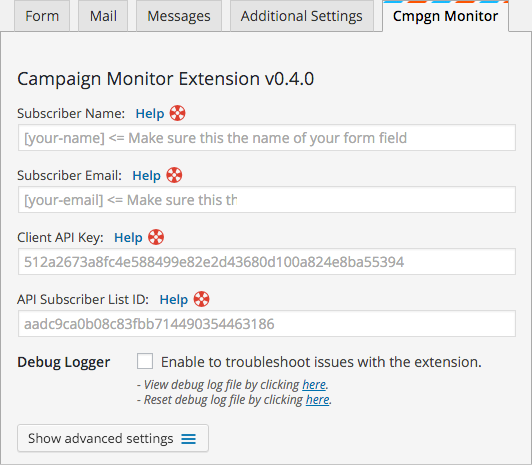 Form Mail Messages Additional Settings Cmpgn Monitor
Campaign Monitor Extension v0.4.0
Subscriber Name: Help
[your-name] <= Make sure this the name of your form field
Subscriber Email: Help
[your-email] <= Make sure this th
Client API Key: Help
512a2673a8fc4e588499e82e2d43680d100a824e8ba55394
API Subscriber List ID: Help
aadc9ca0b08c83fbb714490354463186
Debug Logger Enable to troubleshoot issues with the extension.
- View debug log file by clicking here.
- Reset debug log file by clicking here.
Show advanced settings